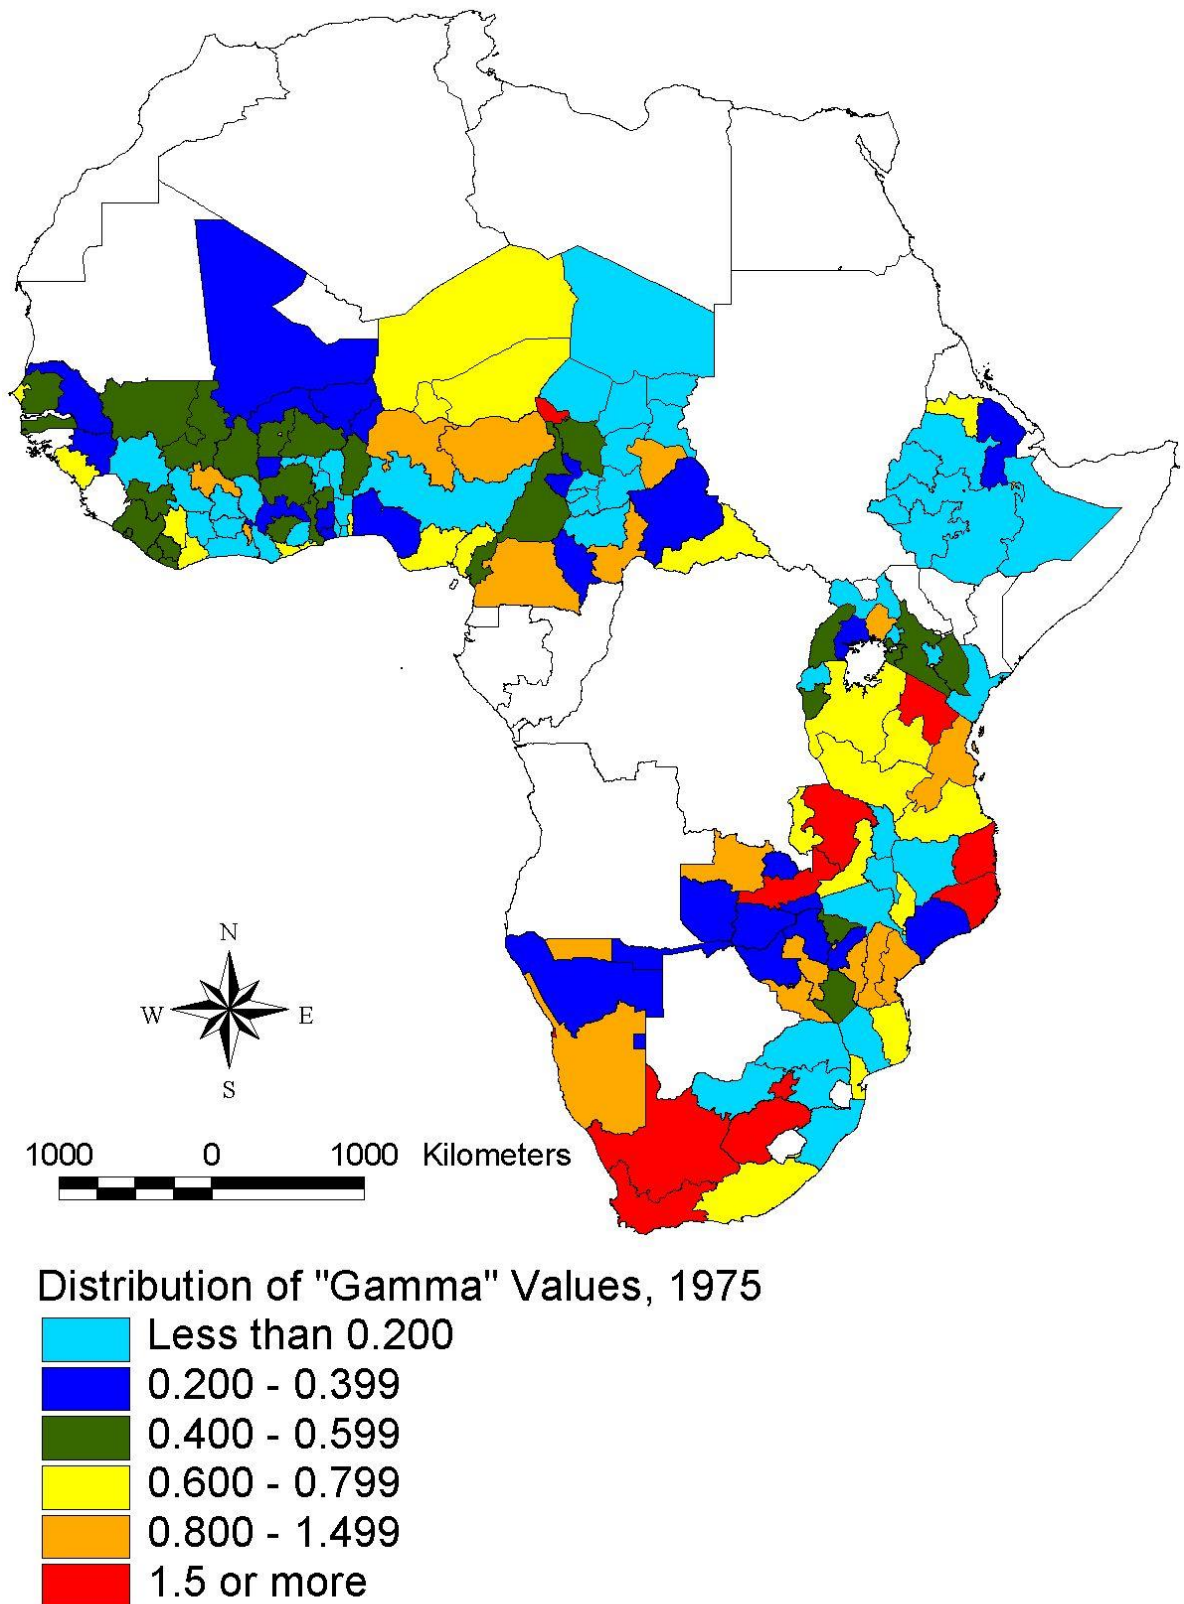 N
W E
S
1000 0 1000 Kilometers
Distribution of "Gamma" Values, 1975
Less than 0.200
0.200 - 0.399
0.400 - 0.599
0.600 - 0.799
0.800 - 1.499
1.5 or more